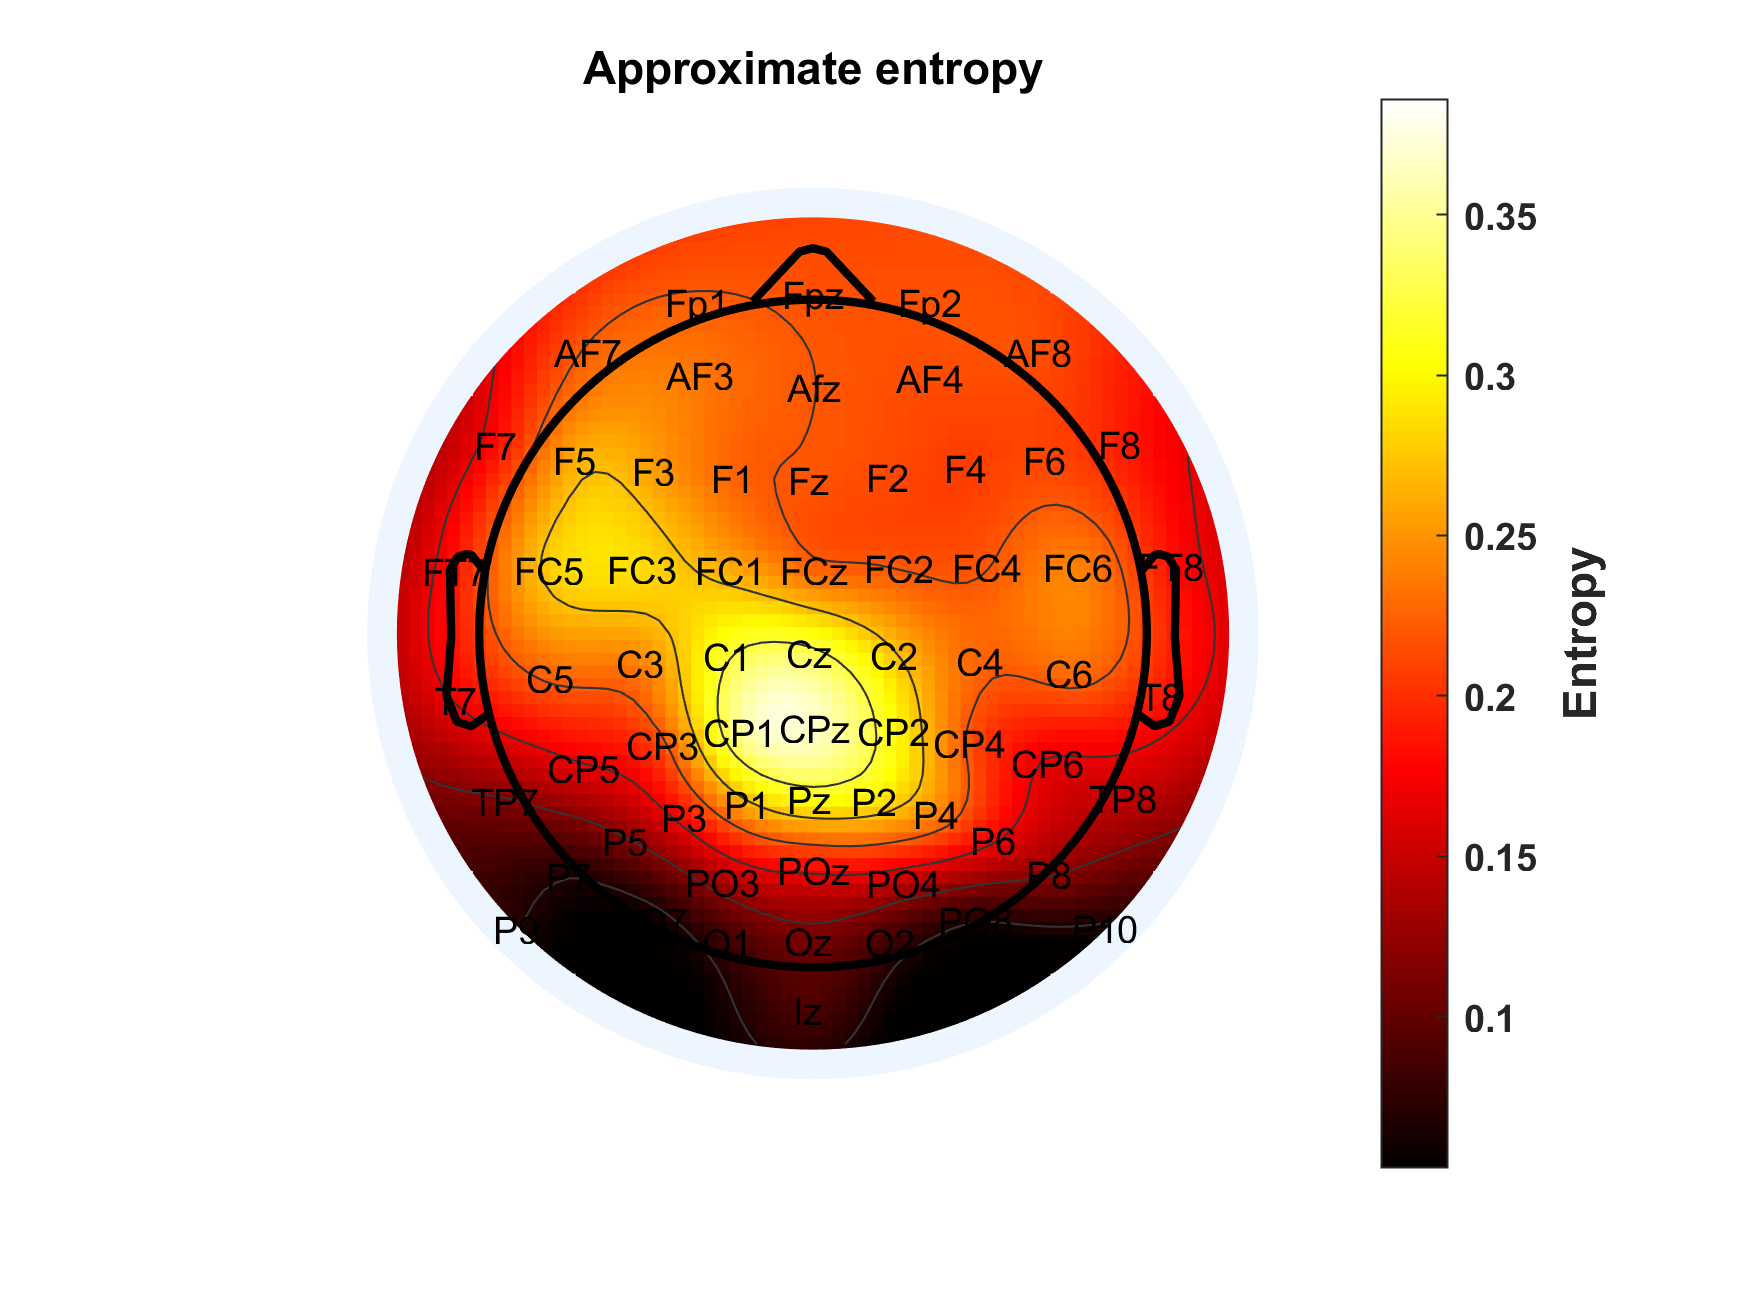 Approximate entropy
0.35
0.3
0.25
0.2
0.15
0.1
Entropy
Fp1 Fpz Fp2
AF7 AF3 Afz AF4 AF8
F7 F5 F3 F1 Fz F2 F4 F6 F8
FT7 FC5 FC3 FC1 FCz FC2 FC4 FC6 FT8
T7 C5 C3 C1 Cz C2 C4 C6 T8
CP5 CP3 CP1 CPz CP2 CP4 CP6
TP7 P5 P3 P1 Pz P2 P4 P6 TP8
P7 PO3 POz PO4 P8
P9 O1 Oz O2 PO8 P10
Iz